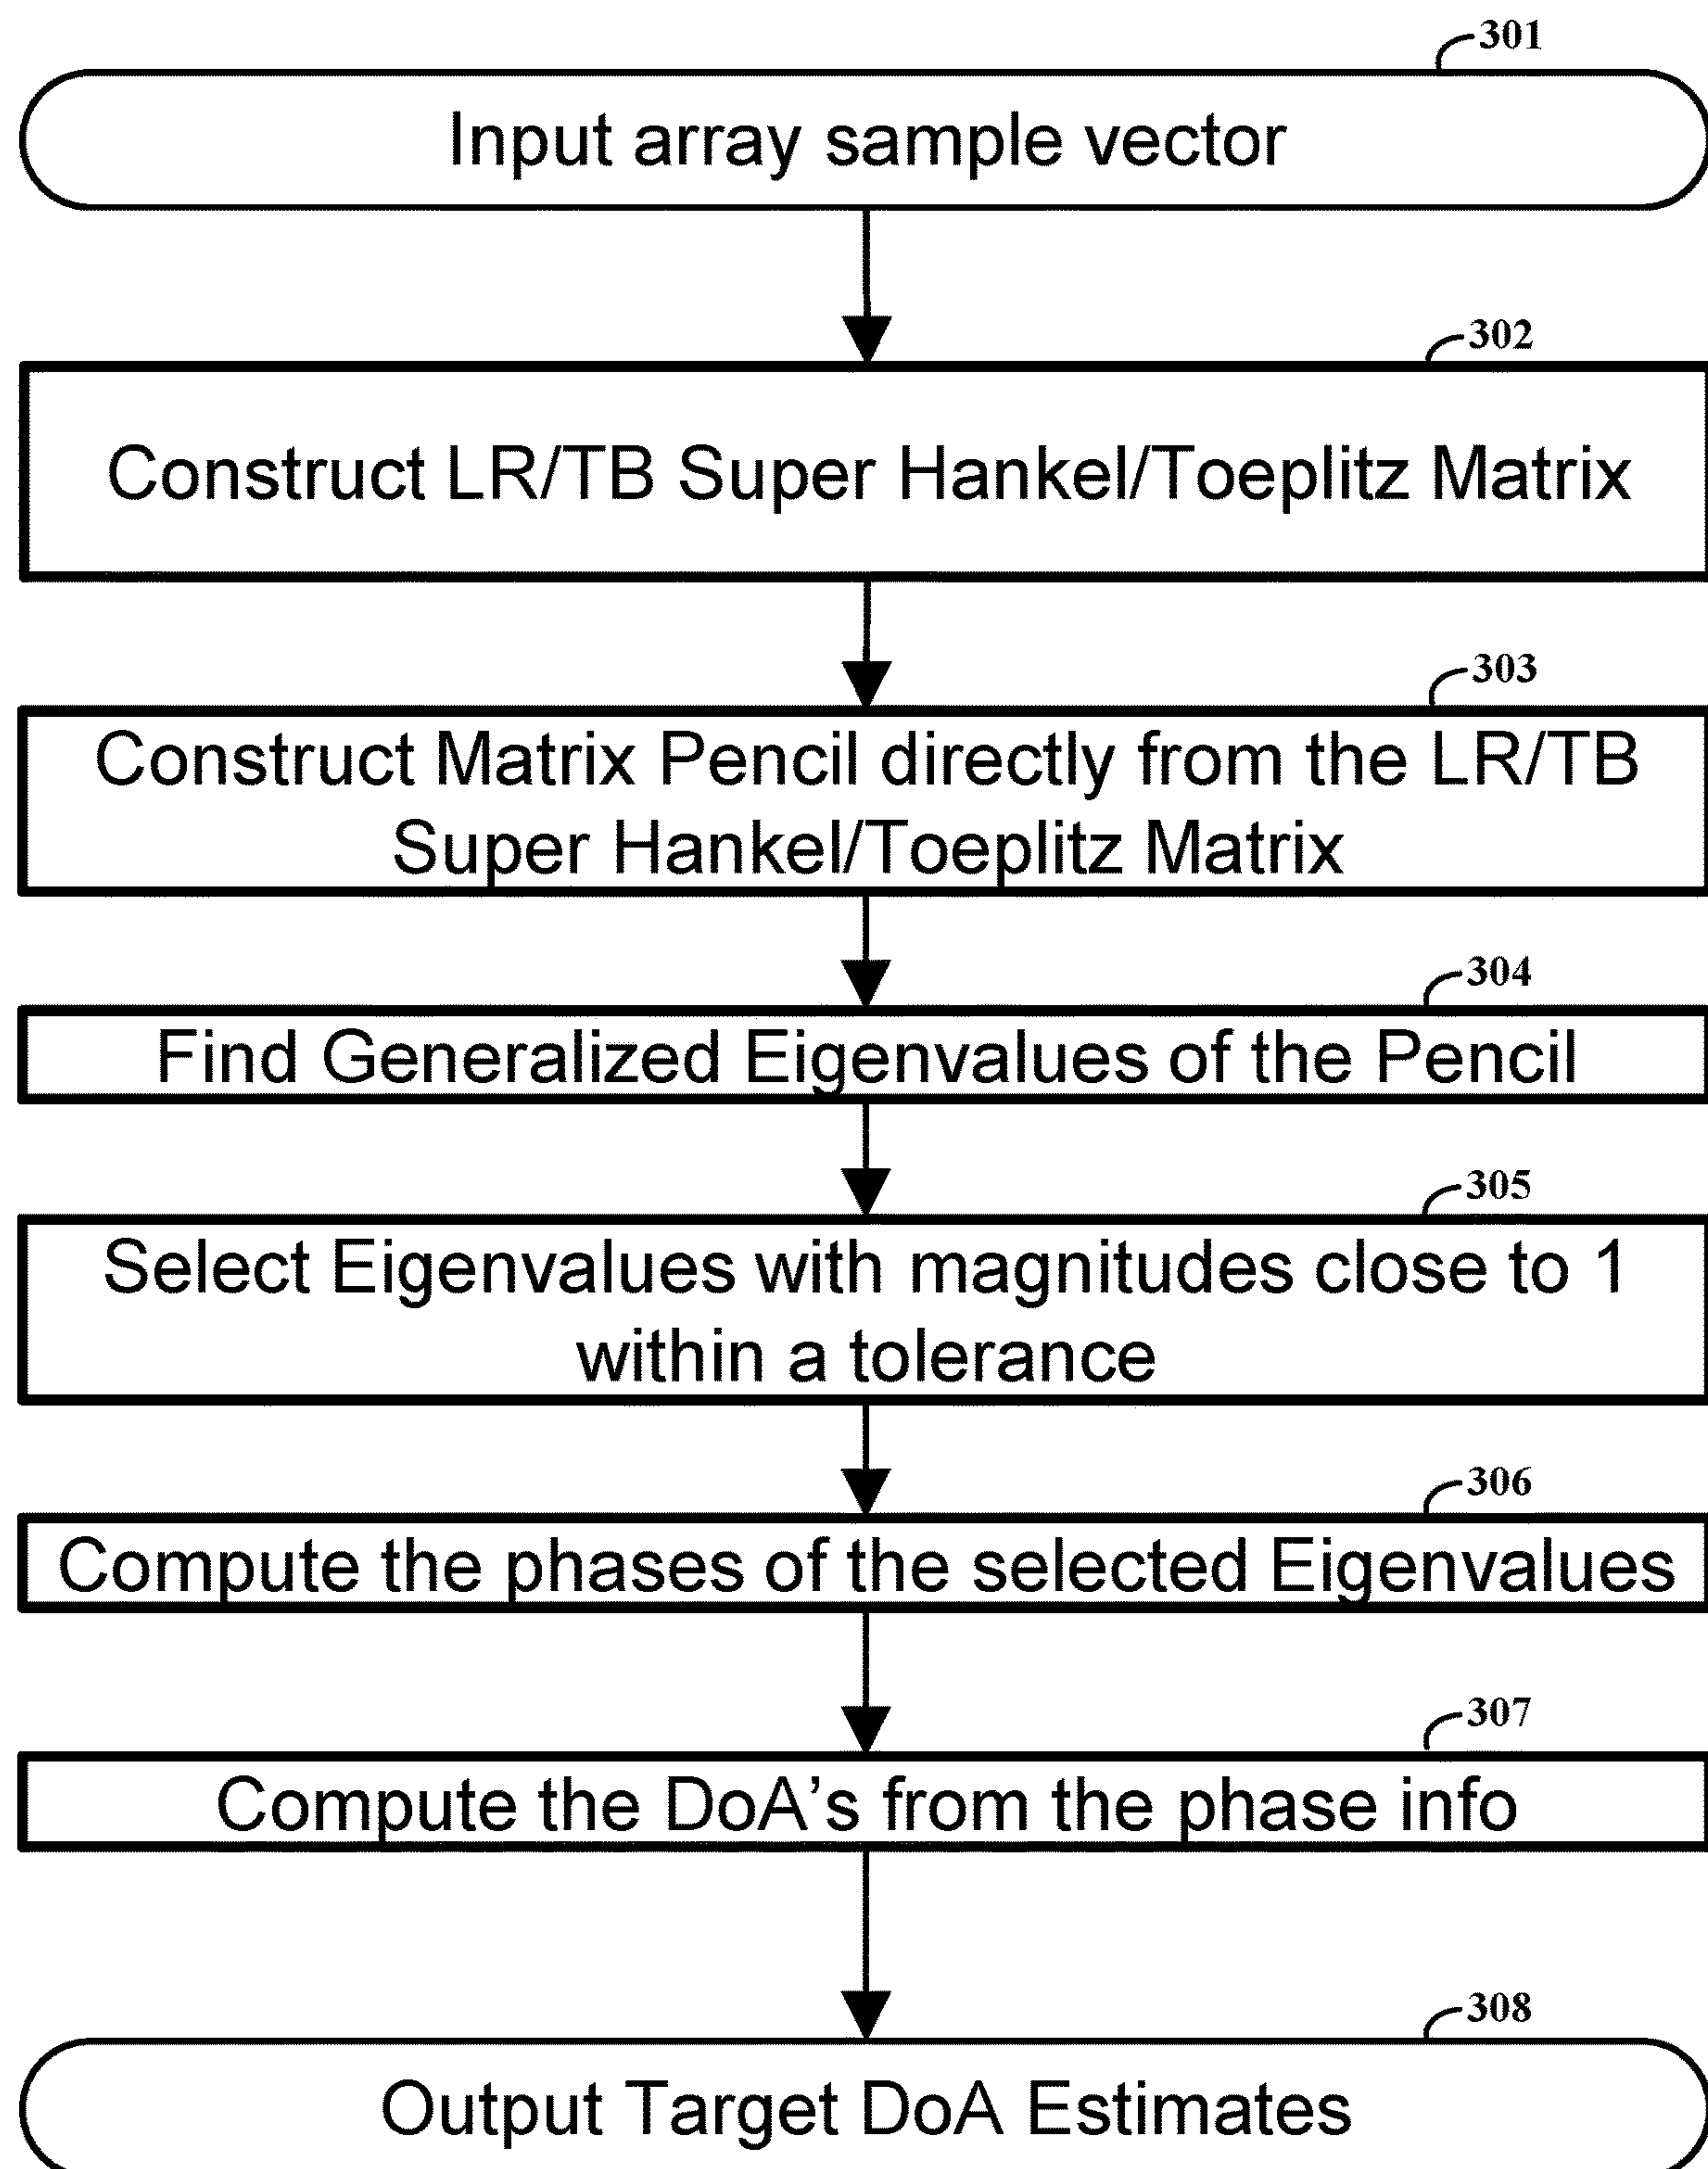 301
Input array sample vector
302
Construct LR/TB Super Hankel/Toeplitz Matrix
303
Construct Matrix Pencil directly from the LR/TB
Super Hankel/Toeplitz Matrix
304
Find Generalized Eigenvalues of the Pencil
305
Select Eigenvalues with magnitudes close to 1
within a tolerance
306
Compute the phases of the selected Eigenvalues
307
Compute the DoA’s from the phase info
308
Output Target DoA Estimates